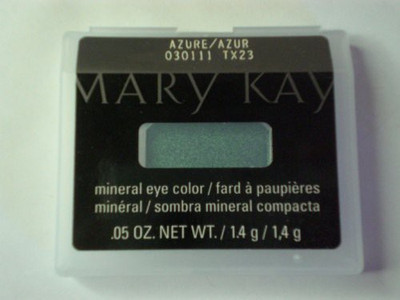 AZURE/AZUR
030111 TX23
MARY KAY
mineral eye color / fard à paupières
minéral / sombra mineral compacta
.05 OZ. NET WT. / 1.4 g / 1,4 g